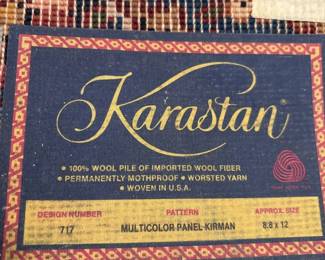 Karastan®
• 100% WOOL PILE OF IMPORTED WOOL FIBER
• PERMANENTLY MOTHPROOF • WORSTED YARN
• WOVEN IN U.S.A.
DESIGN NUMBER PATTERN APPROX. SIZE
717 MULTICOLOR PANEL KIRMAN 8.8 x 12